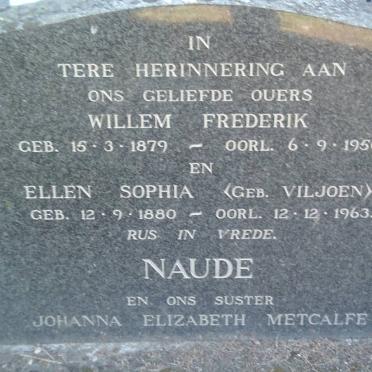 IN
TERE HERINNERING AAN
ONS GELIEFDE OUERS
WILLEM FREDERIK
GEB. 15·3·1879 – OORL. 6·9·195
EN
ELLEN SOPHIA (GEB. VILJOEN)
GEB. 12·9·1880 – OORL. 12·12·1963.
RUS IN VREDE.
NAUDE
EN ONS SUSTER
JOHANNA ELIZABETH METCALFE